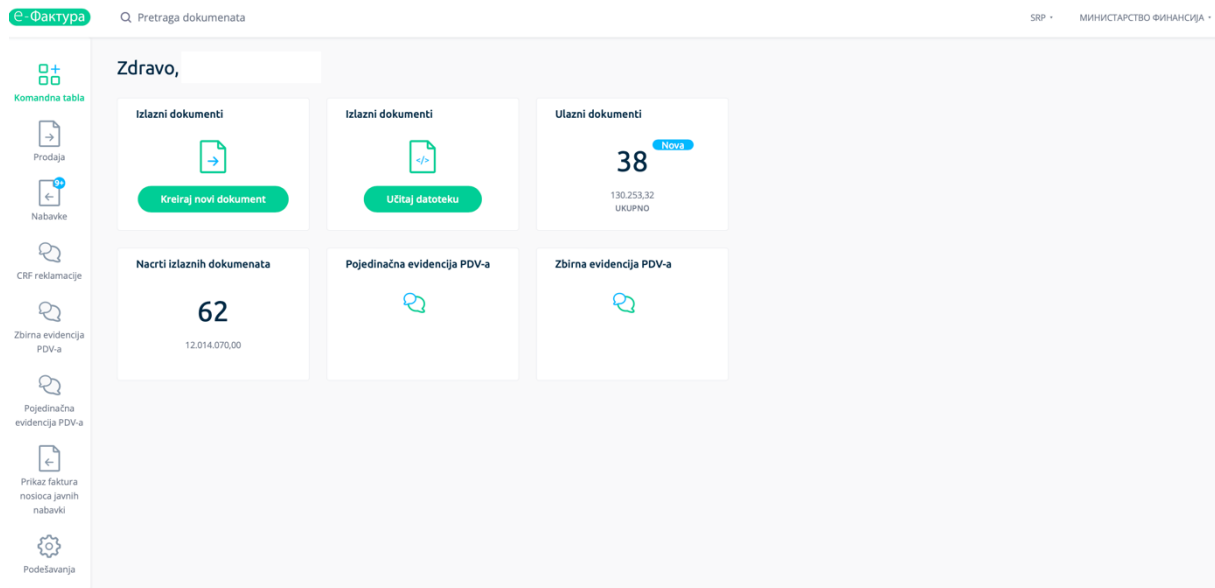 е-Фактура
Pretraga dokumenata
SRP
МИНИСТАРСТВО ФИНАНСИЈА
Komandna tabla
Prodaja
9+
Nabavke
CRF reklamacije
Zbirna evidencija
PDV-a
Pojedinačna
evidencija PDV-a
Prikaz faktura
nosioca javnih
nabavki
Podešavanja
Zdravo,
Izlazni dokumenti
Kreiraj novi dokument
Izlazni dokumenti
</>
Učitaj datoteku
Ulazni dokumenti
Nova
38
130.253,32
UKUPNO
Nacrti izlaznih dokumenata
62
12.014.070,00
Pojedinačna evidencija PDV-a
Zbirna evidencija PDV-a